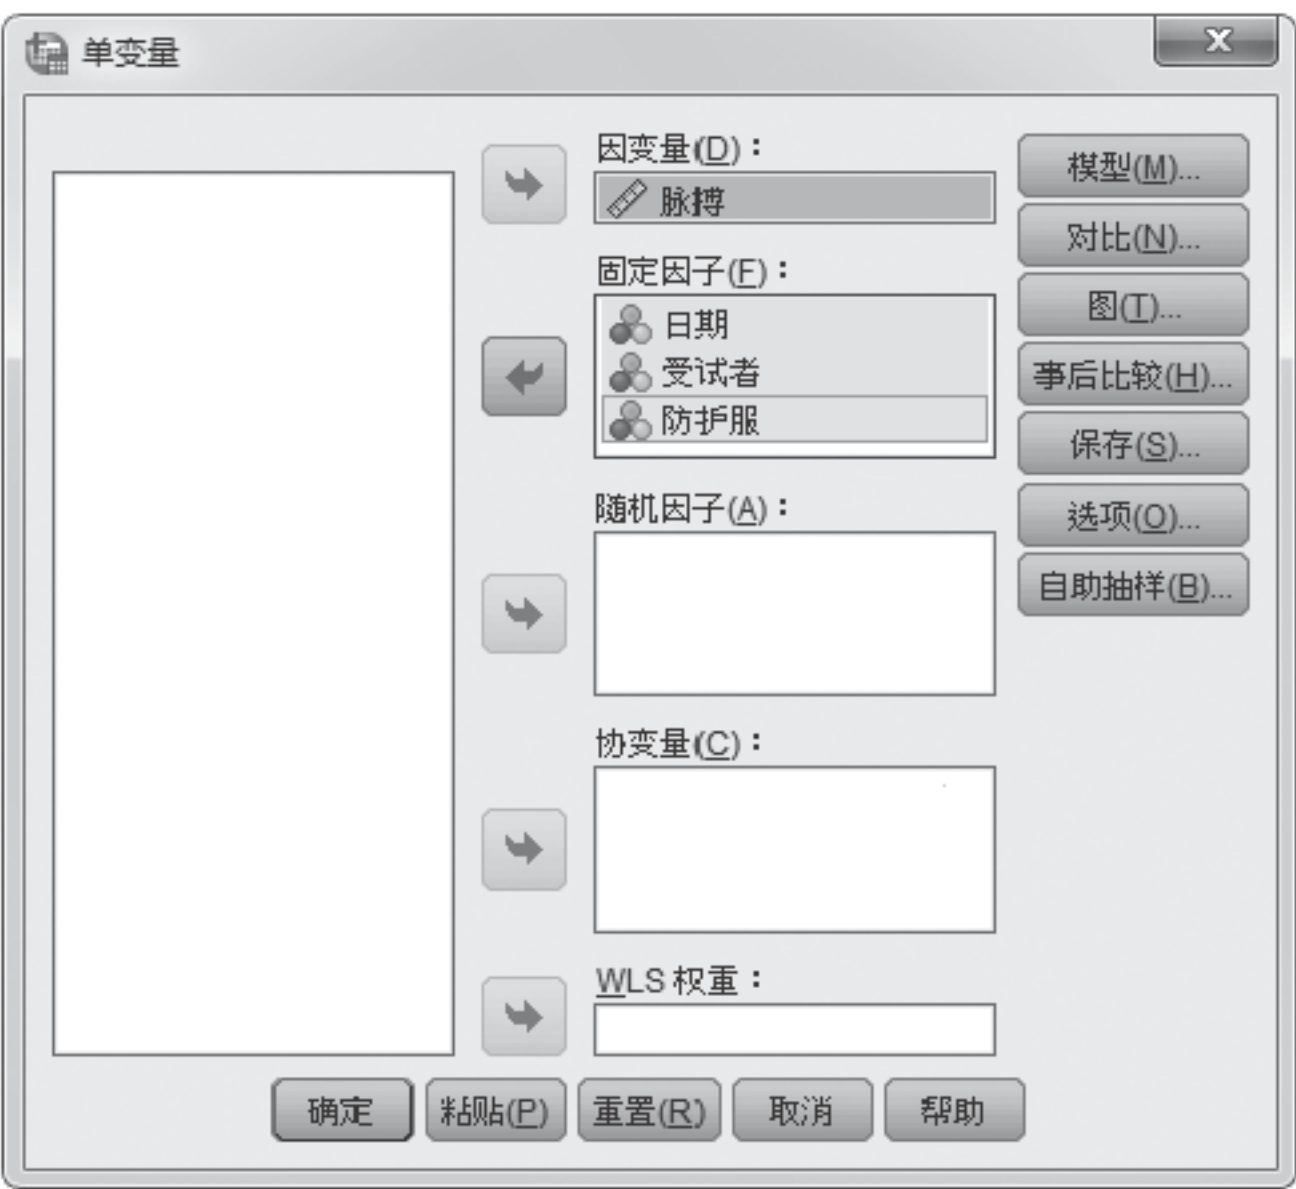 单变量
因变量(D)：
脉搏
固定因子(F)：
日期
受试者
防护服
随机因子(A)：
协变量(C)：
WLS 权重：
模型(M)...
对比(N)...
图(T)...
事后比较(H)...
保存(S)...
选项(O)...
自助抽样(B)...
确定
粘贴(P)
重置(R)
取消
帮助